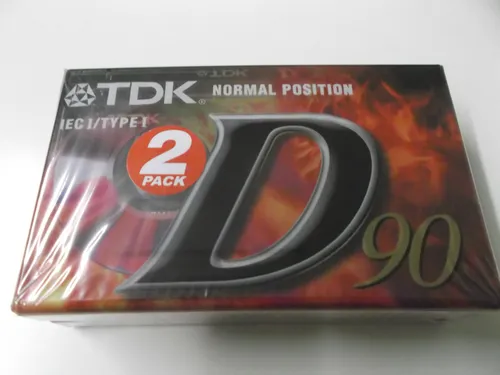 TDK® NORMAL POSITION
IEC I/TYPE I
2
PACK
D
90